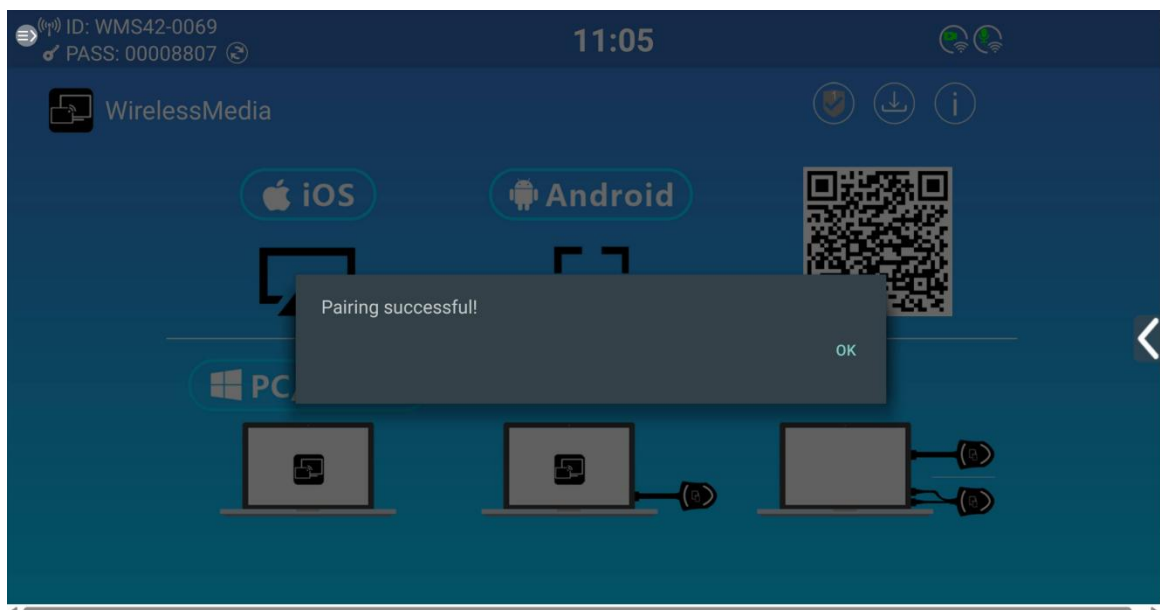 ID: WMS42-0069
PASS: 00008807
11:05
WirelessMedia
iOS
Android
Pairing successful!
OK
PC